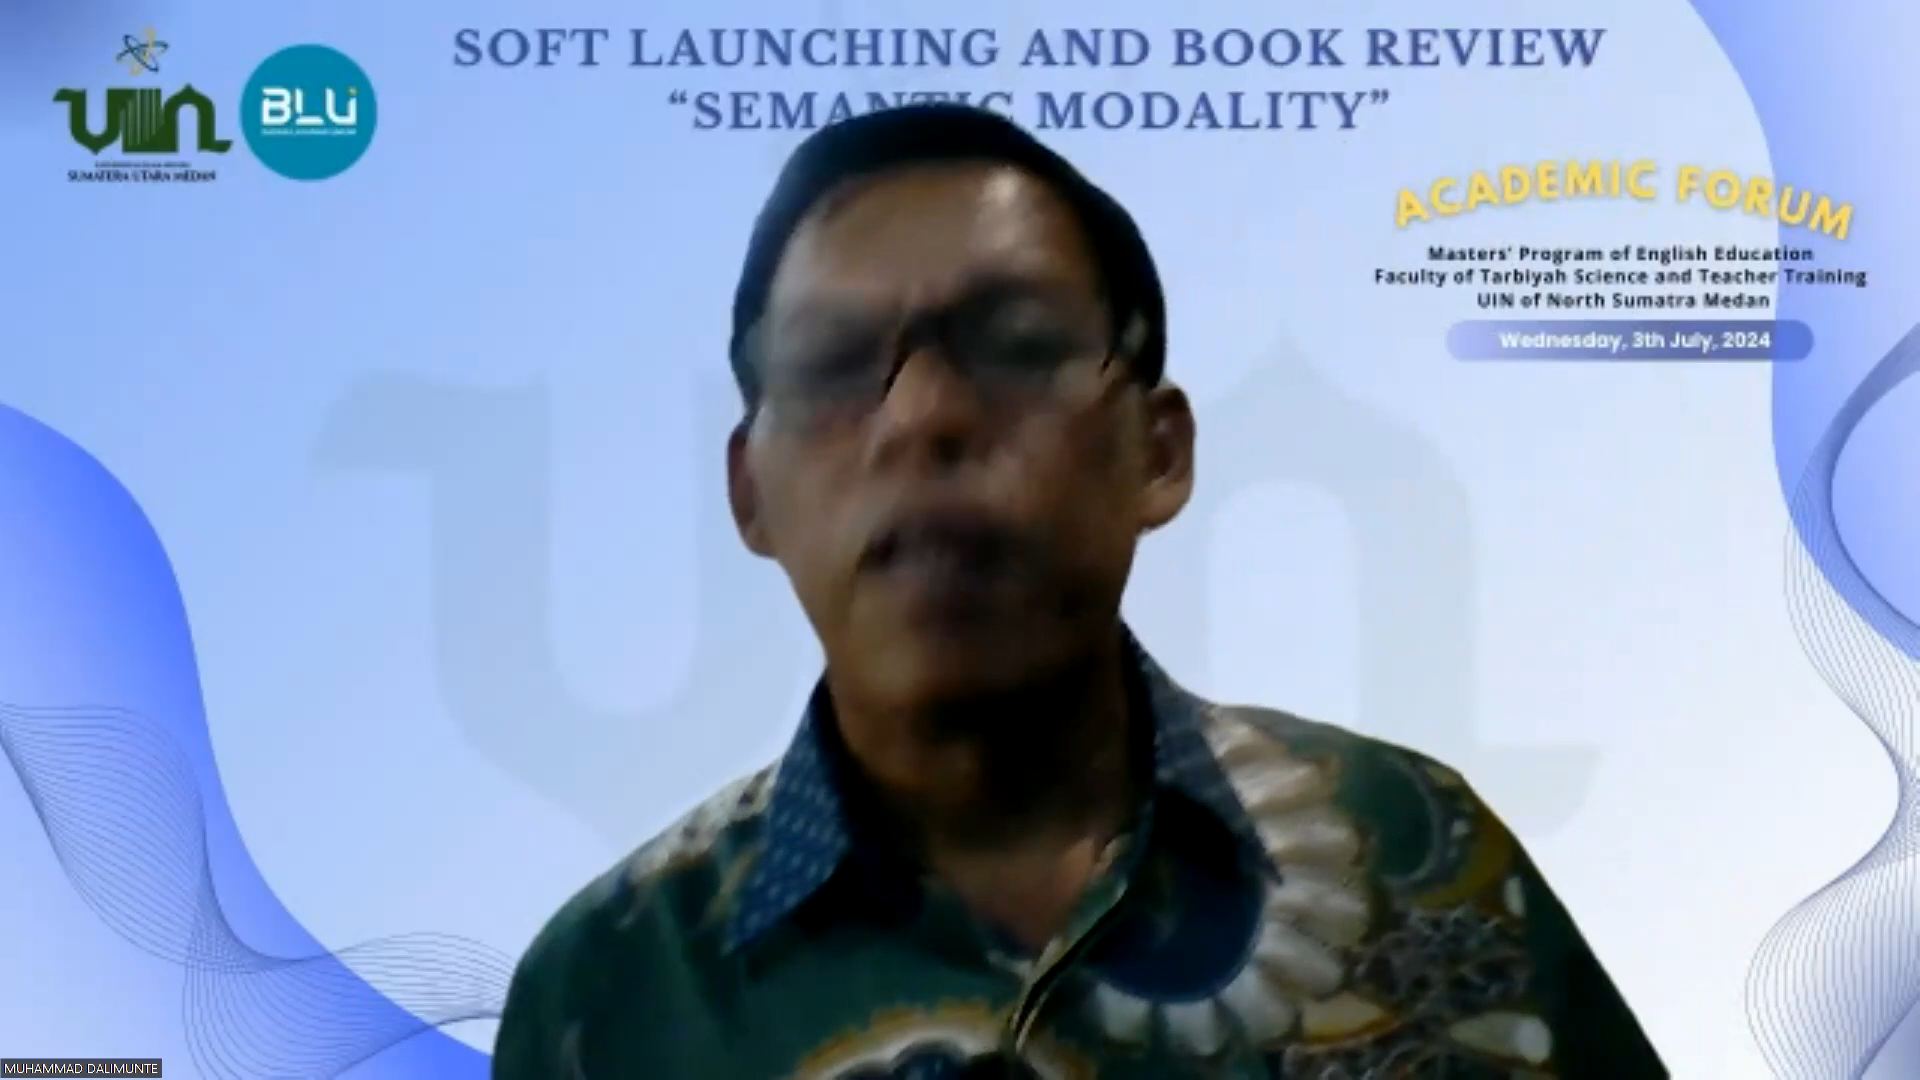 SOFT LAUNCHING AND BOOK REVIEW
“SEMANTIC MODALITY”
UIN
SUMATERA UTARA MEDAN
BLU
ACADEMIC FORUM
Masters' Program of English Education
Faculty of Tarbiyah Science and Teacher Training
UIN of North Sumatra Medan
Wednesday, 3th July, 2024
MUHAMMAD DALIMUNTE